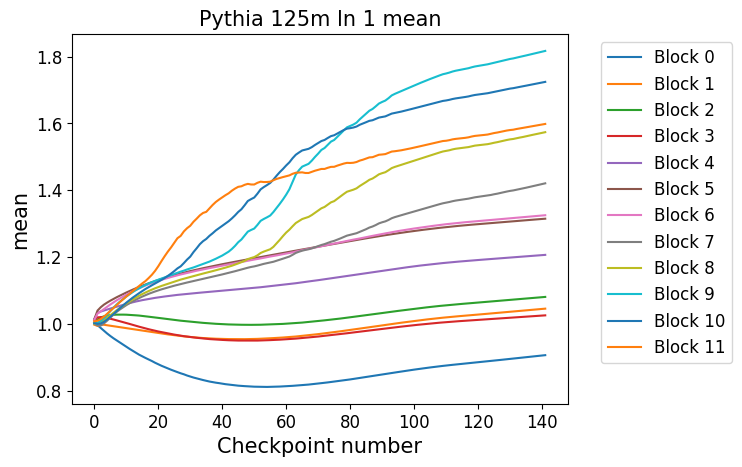 Pythia 125m ln 1 mean
mean
1.8
1.6
1.4
1.2
1.0
0.8
0 20 40 60 80 100 120 140
Checkpoint number
Block 0
Block 1
Block 2
Block 3
Block 4
Block 5
Block 6
Block 7
Block 8
Block 9
Block 10
Block 11